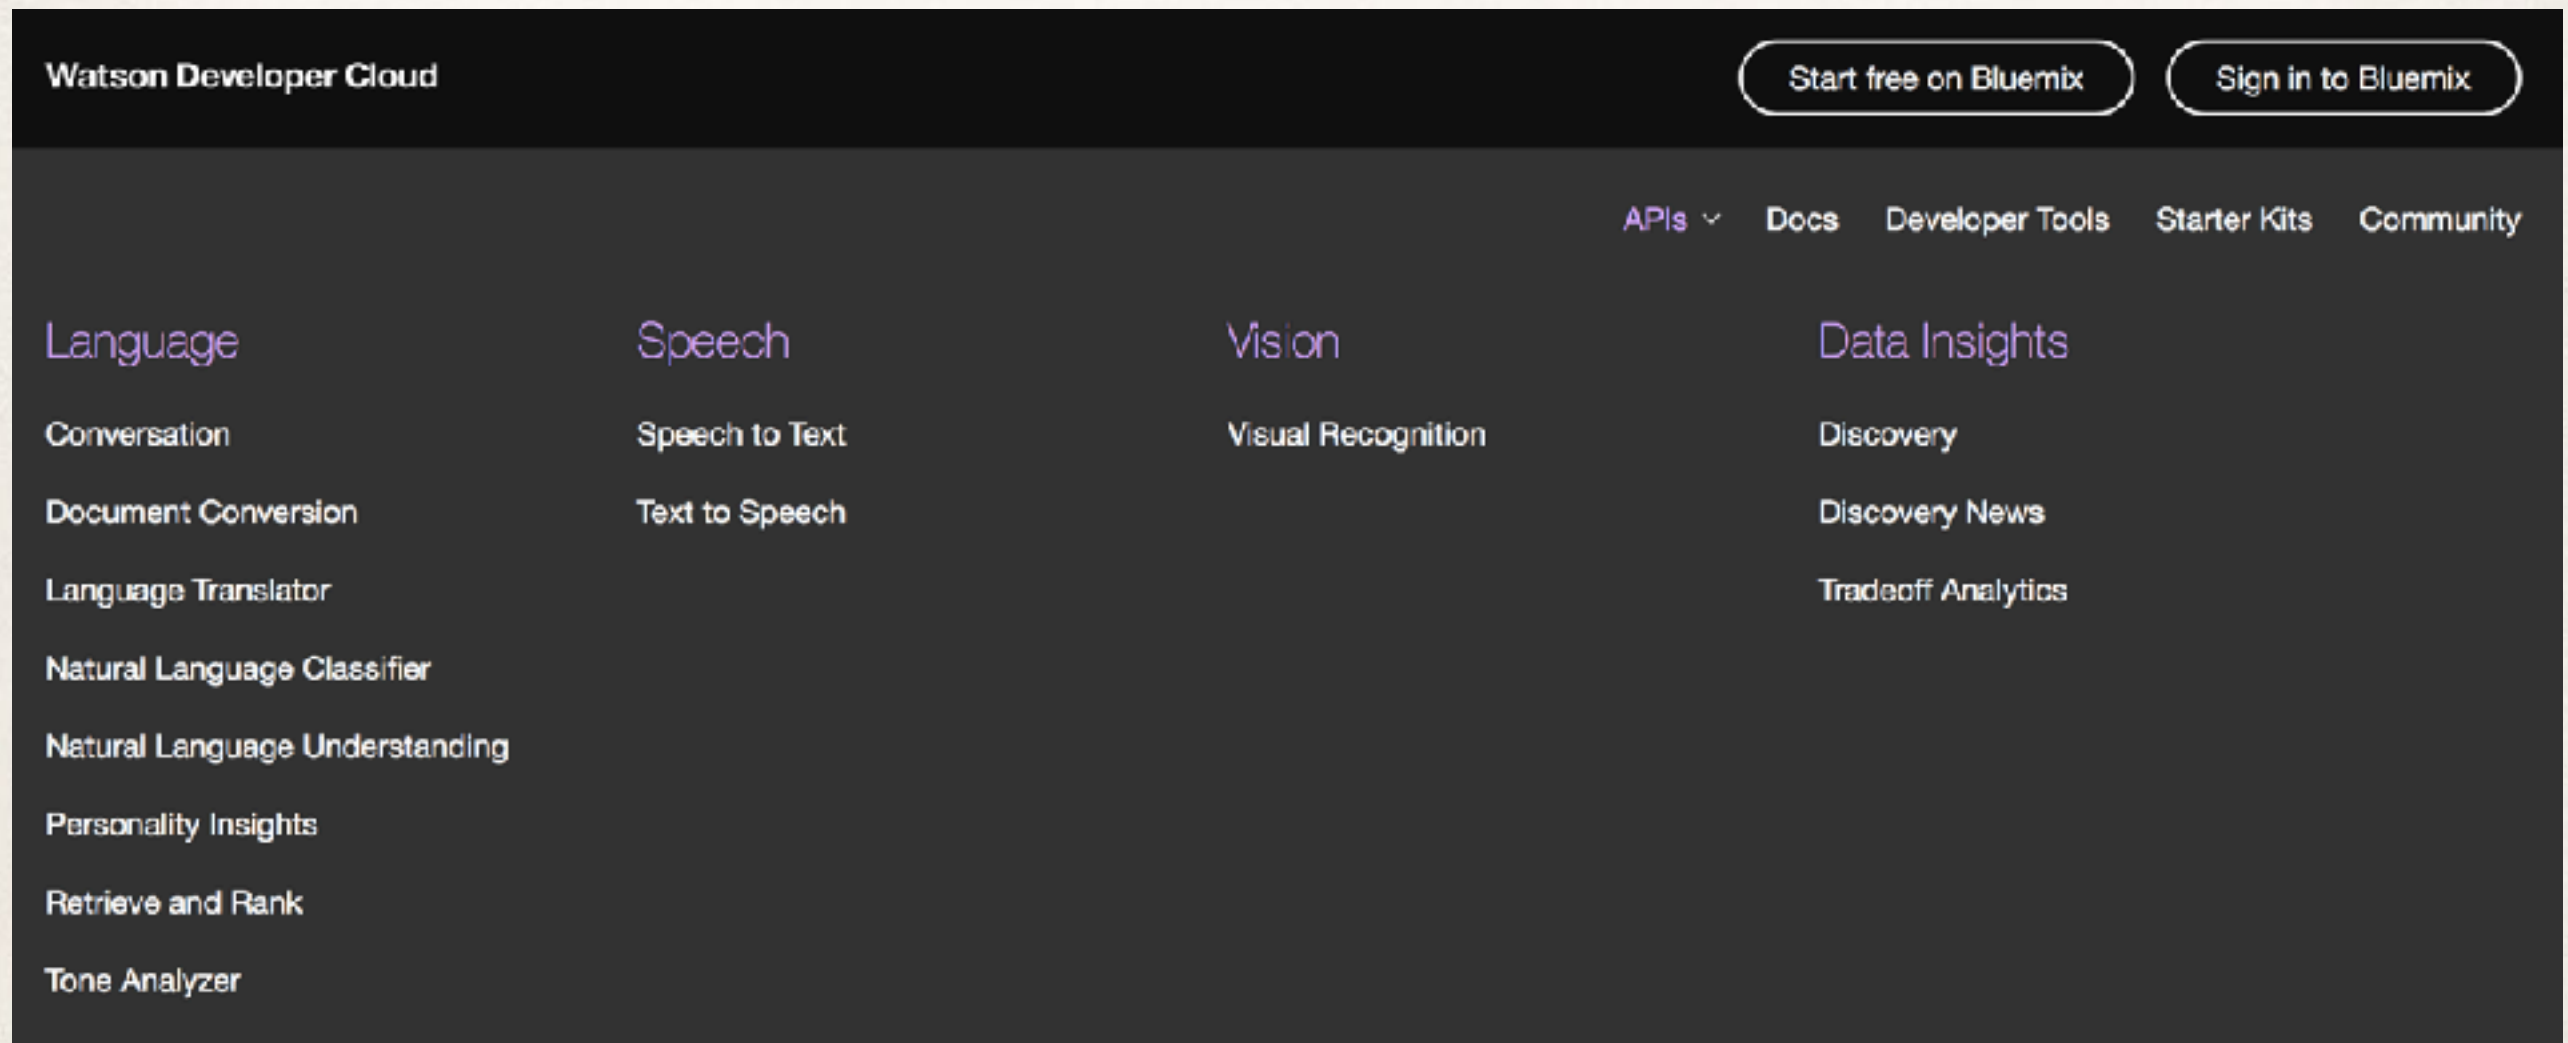 Watson Developer Cloud
Start free on Bluemix
Sign in to Bluemix
APIs
Docs
Developer Tools
Starter Kits
Community
Language
Conversation
Document Conversion
Language Translator
Natural Language Classifier
Natural Language Understanding
Personality Insights
Retrieve and Rank
Tone Analyzer
Speech
Speech to Text
Text to Speech
Vision
Visual Recognition
Data Insights
Discovery
Discovery News
Tradeoff Analytics